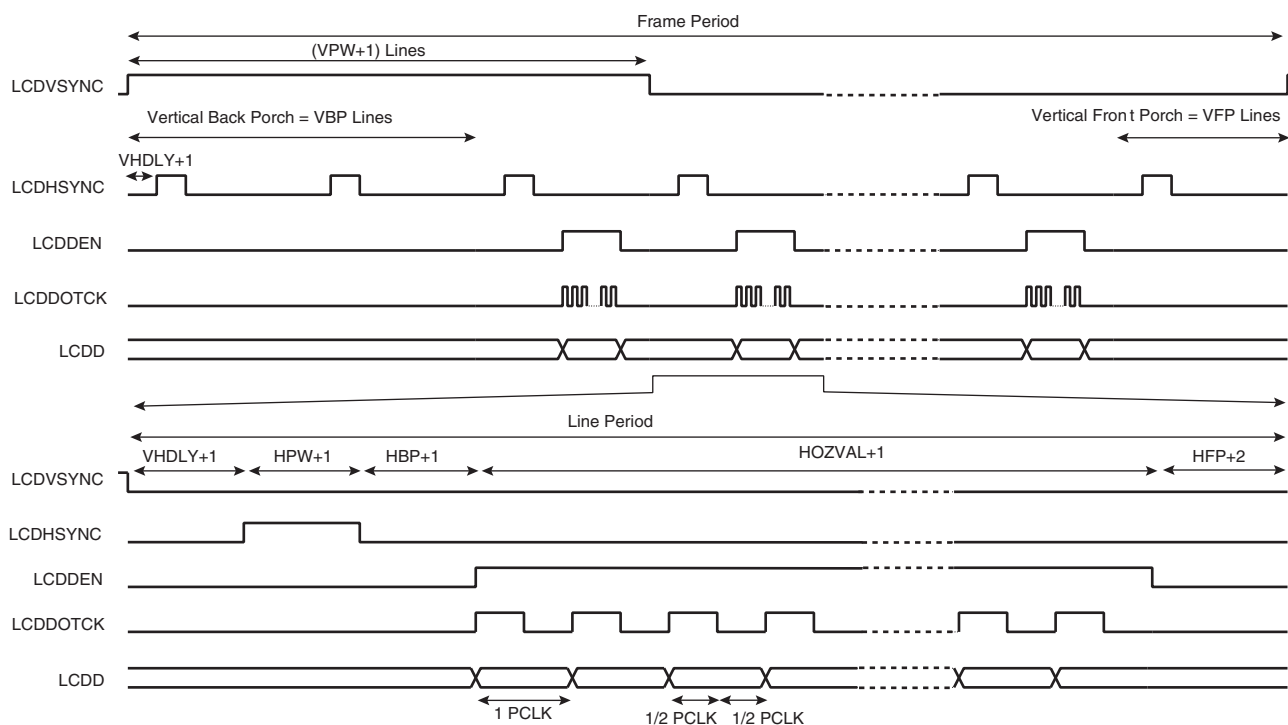 Frame Period
(VPW+1) Lines
LCDVSYNC
Vertical Back Porch = VBP Lines
Vertical Front Porch = VFP Lines
VHDLY+1
LCDHSYNC
LCDDEN
LCDDOTCK
LCDD
Line Period
VHDLY+1 HPW+1 HBP+1 HOZVAL+1 HFP+2
LCDVSYNC
LCDHSYNC
LCDDEN
LCDDOTCK
LCDD
1 PCLK 1/2 PCLK 1/2 PCLK